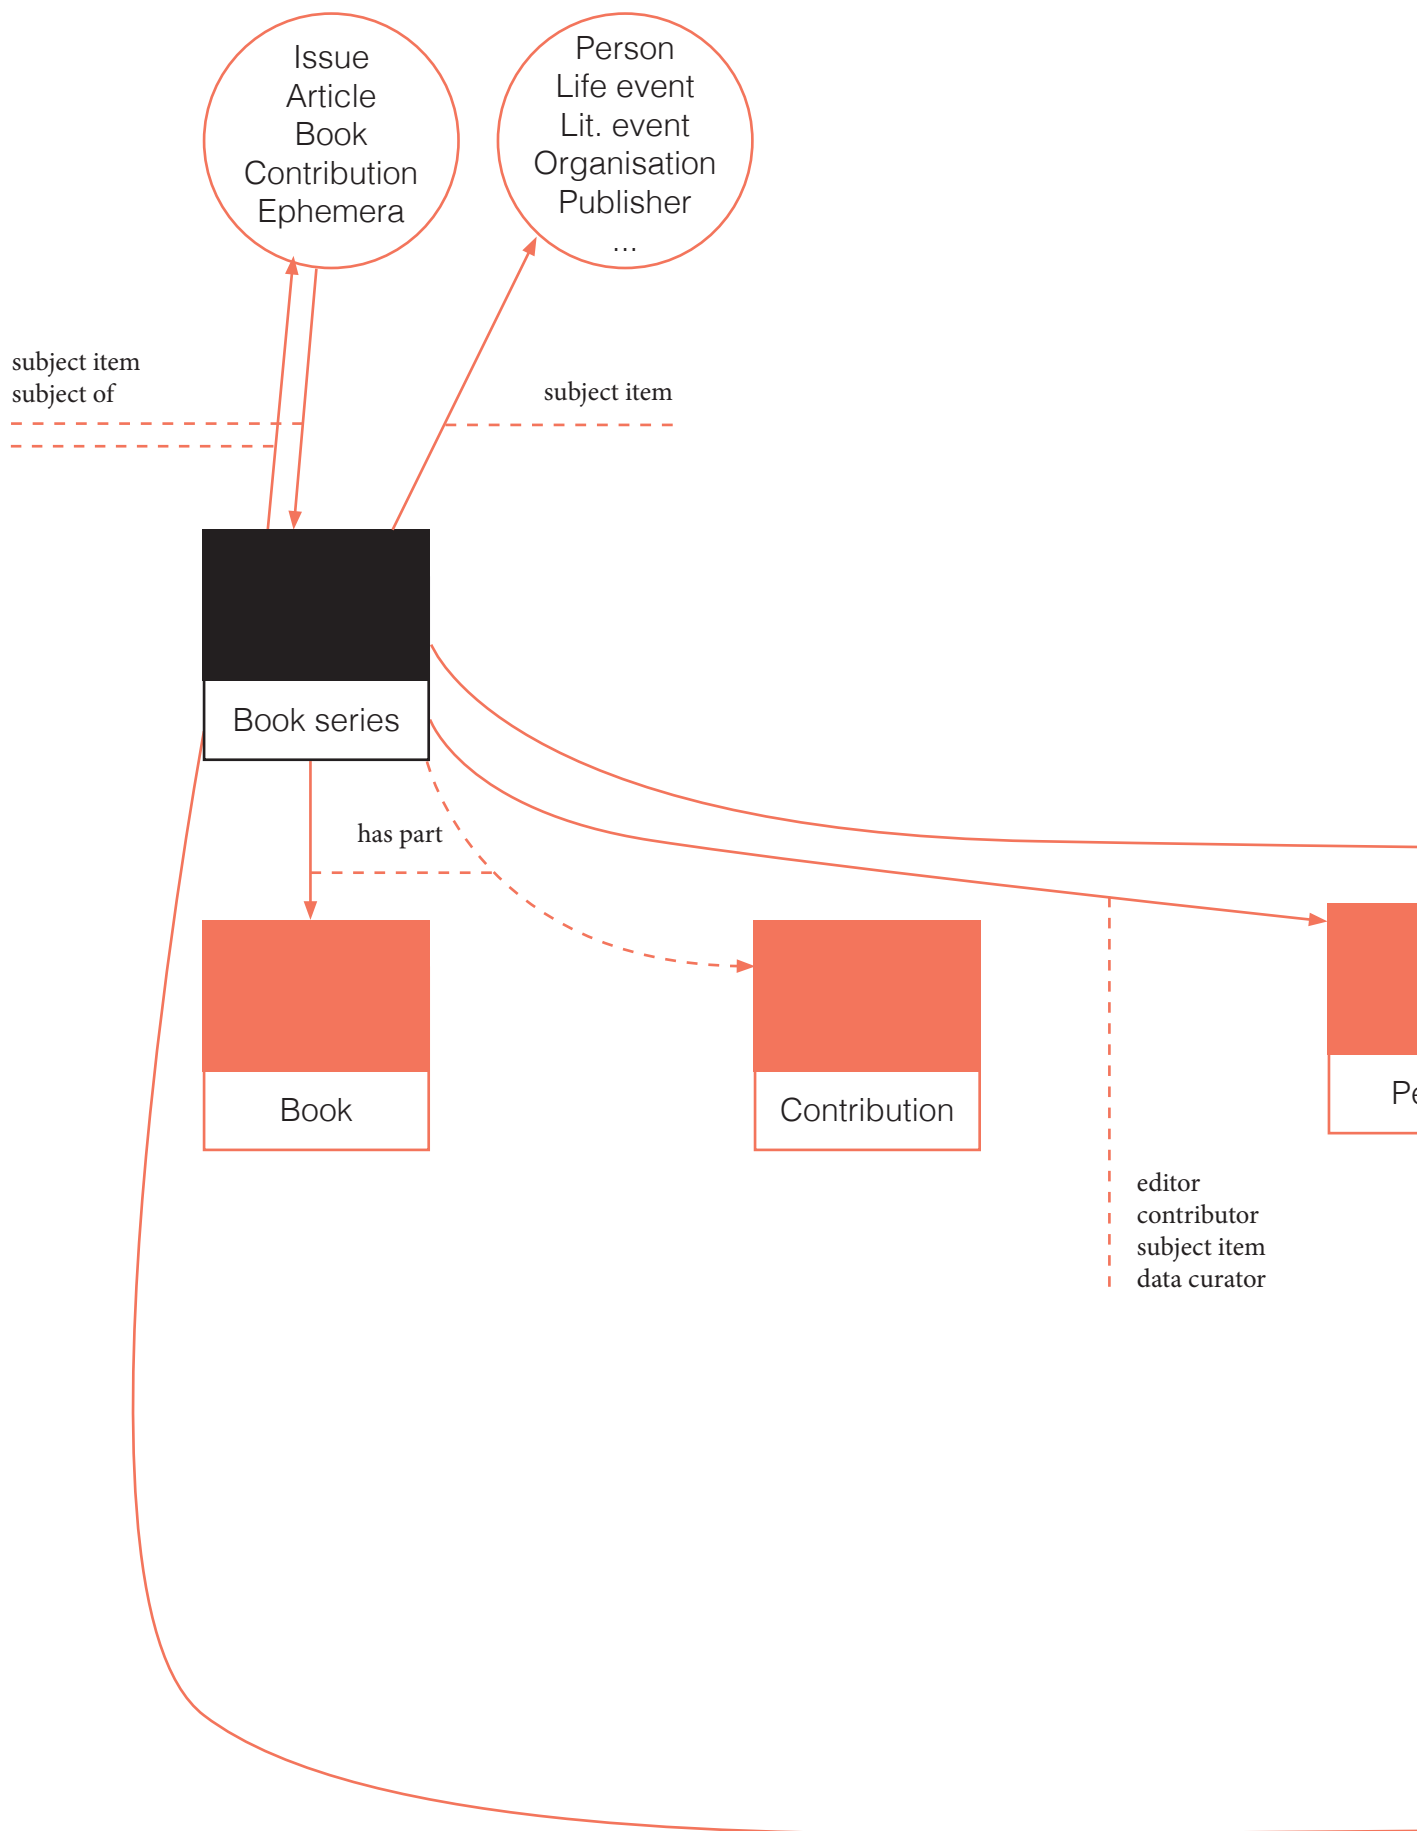 Issue
Article
Book
Contribution
Ephemera
Person
Life event
Lit. event
Organisation
Publisher
...
subject item
subject of
subject item
Book series
has part
Book
Contribution
Pe
editor
contributor
subject item
data curator